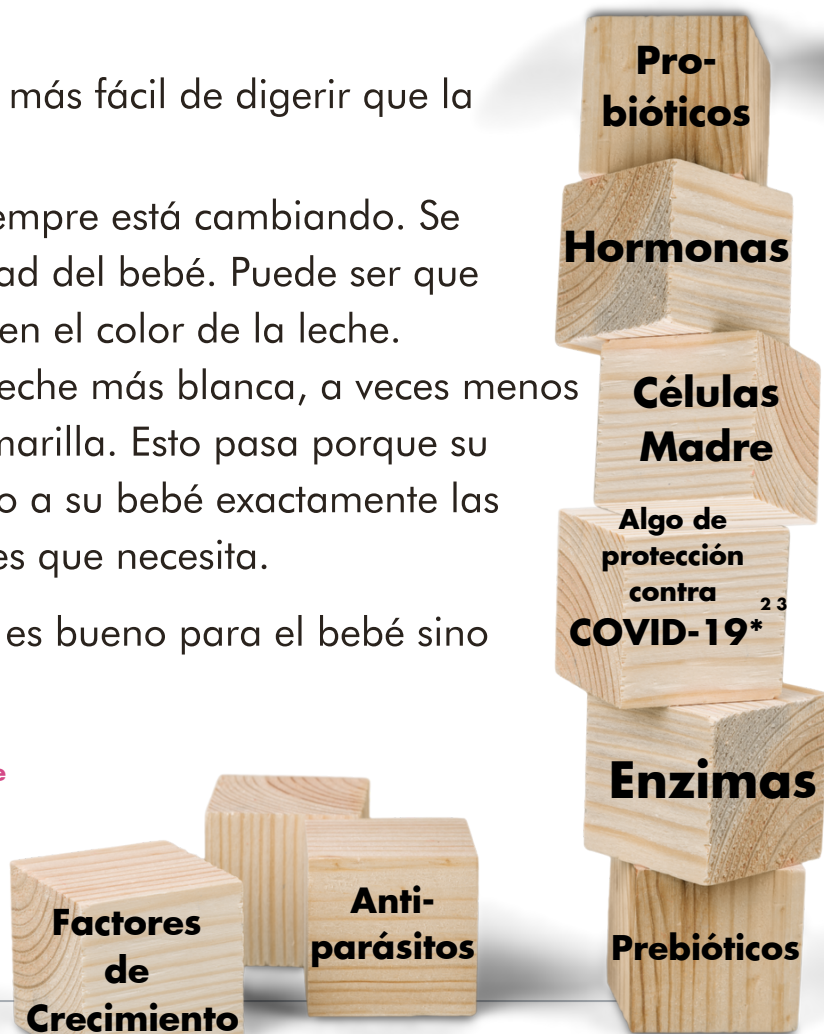 más fácil de digerir que la
empre está cambiando. Se
ad del bebé. Puede ser que
en el color de la leche.
eche más blanca, a veces menos
marilla. Esto pasa porque su
o a su bebé exactamente las
es que necesita.
es bueno para el bebé sino
e
Pro-
bióticos
Hormonas
Células
Madre
Algo de
protección
contra
COVID-19* 2 3
Enzimas
Prebióticos
Anti-
parásitos
Factores
de
Crecimiento